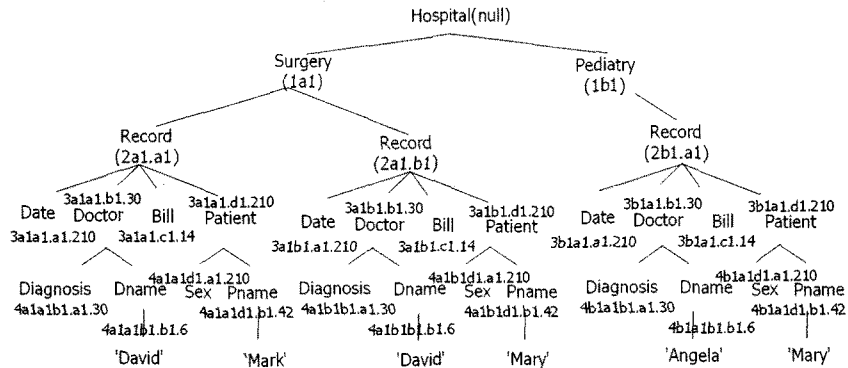 Hospital(null)
Surgery
(1a1)
Pediatry
(1b1)
Record
(2a1.a1)
Record
(2a1.b1)
Record
(2b1.a1)
3a1a1.b1.30 3a1a1.d1.210
Date Doctor Bill Patient
3a1a1.a1.210 3a1a1.c1.14
3a1b1.b1.30 3a1b1.d1.210
Date Doctor Bill Patient
3a1b1.a1.210 3a1b1.c1.14
3b1a1.b1.30 3b1a1.d1.210
Date Doctor Bill Patient
3b1a1.a1.210 3b1a1.c1.14
4a1a1d1.a1.210
Diagnosis Dname Sex Pname
4a1a1b1.a1.30 4a1a1d1.b1.42
4a1a1b1.b1.6
'David' 'Mark'
4a1b1d1.a1.210
Diagnosis Dname Sex Pname
4a1b1b1.a1.30 4a1b1d1.b1.42
4a1b1b1.b1.6
'David' 'Mary'
4b1a1d1.a1.210
Diagnosis Dname Sex Pname
4b1a1b1.a1.30 4b1a1d1.b1.42
4b1a1b1.b1.6
'Angela' 'Mary'